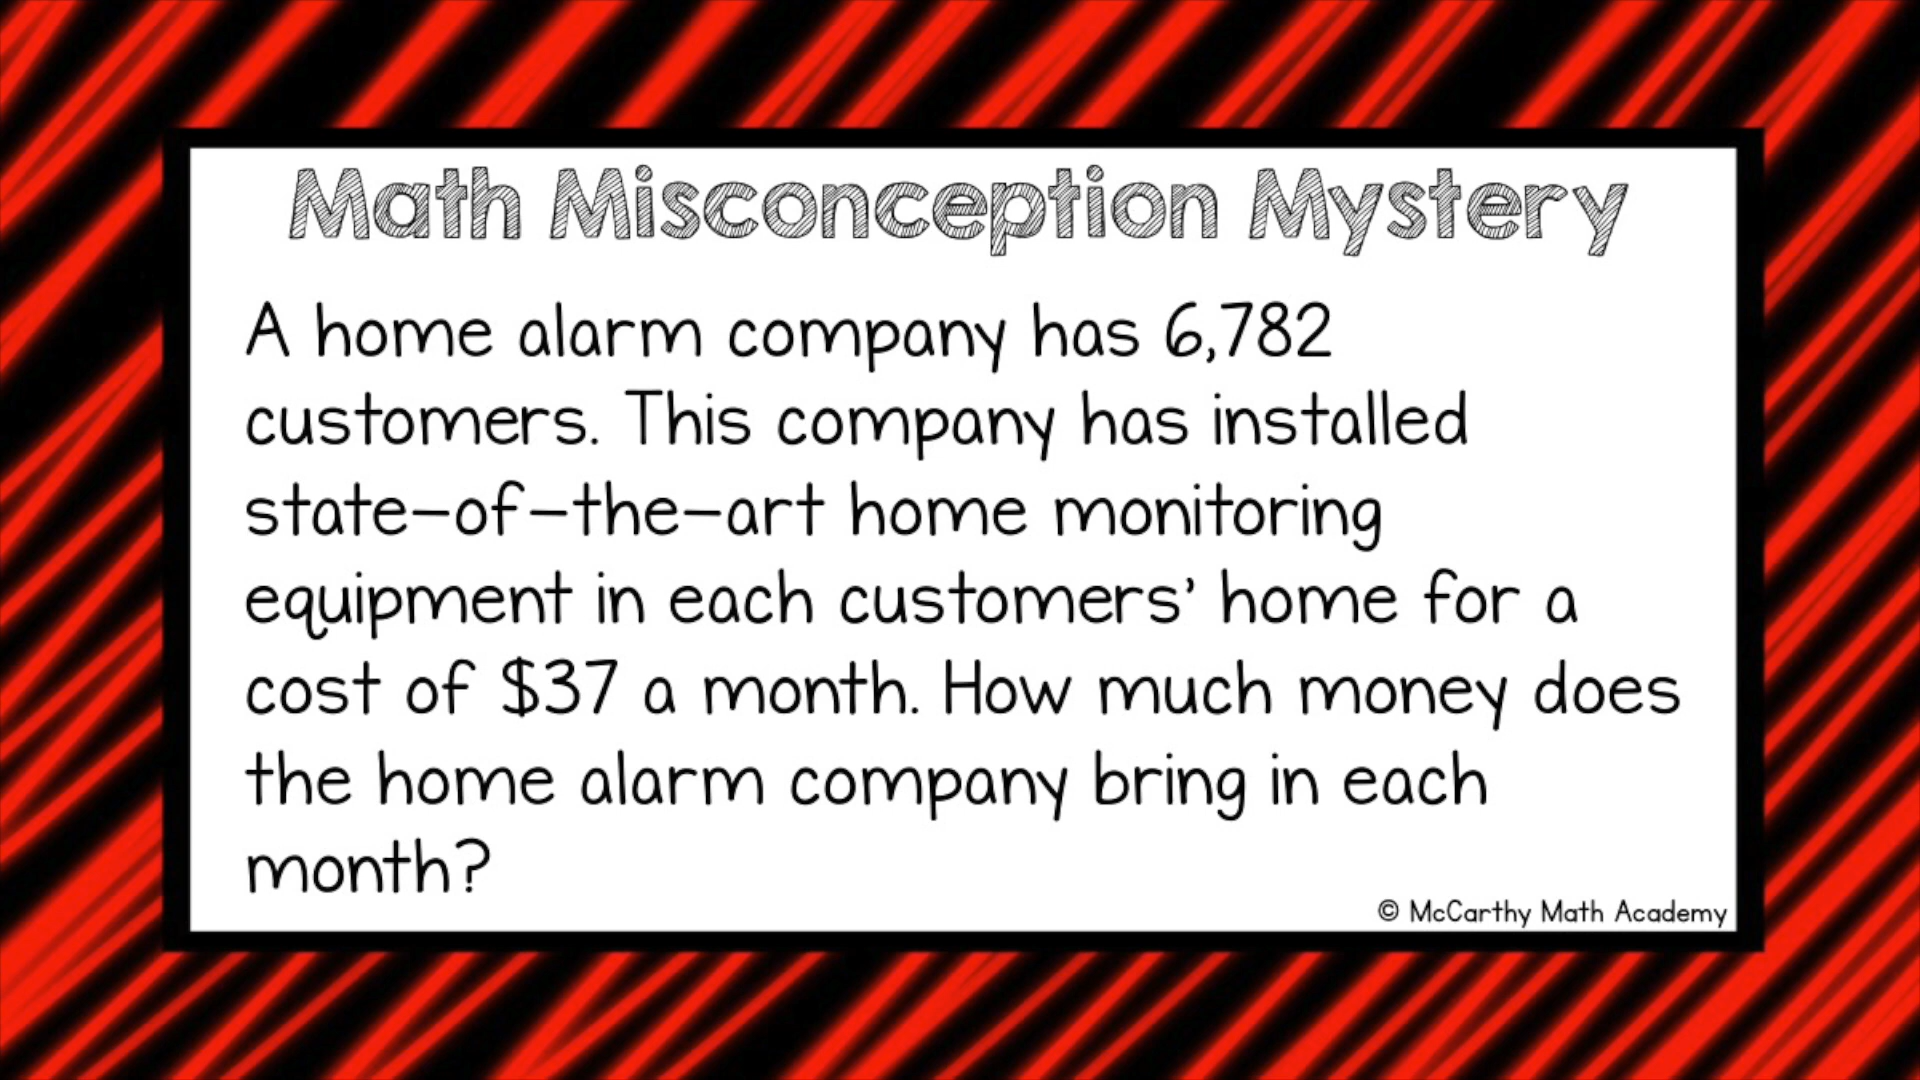 Math Misconception Mystery
A home alarm company has 6,782
customers. This company has installed
state-of-the-art home monitoring
equipment in each customers' home for a
cost of $37 a month. How much money does
the home alarm company bring in each
month?
© McCarthy Math Academy